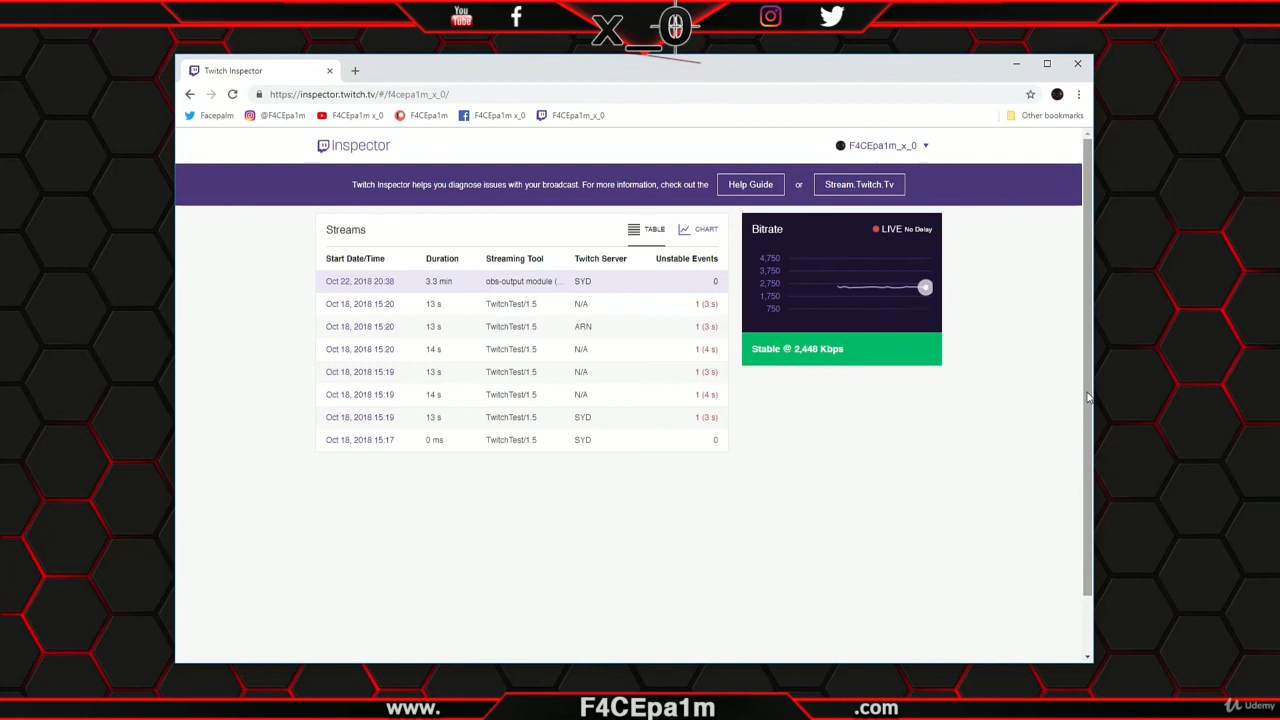 You
Tube
X_0
Twitch Inspector
https://inspector.twitch.tv/#/f4cepa1m_x_0/
Facepalm
@F4CEpa1m
F4CEpa1m x_0
F4CEpa1m
F4CEpa1m x_0
F4CEpa1m_x_0
Other bookmarks
Inspector
F4CEpa1m_x_0
Twitch Inspector helps you diagnose issues with your broadcast. For more information, check out the Help Guide or Stream.Twitch.Tv
Streams TABLE CHART
Start Date/Time Duration Streaming Tool Twitch Server Unstable Events
Oct 22, 2018 20:38 3.3 min obs-output module (... SYD 0
Oct 18, 2018 15:20 13 s TwitchTest/1.5 N/A 1 (3 s)
Oct 18, 2018 15:20 13 s TwitchTest/1.5 ARN 1 (3 s)
Oct 18, 2018 15:20 14 s TwitchTest/1.5 N/A 1 (4 s)
Oct 18, 2018 15:19 13 s TwitchTest/1.5 N/A 1 (3 s)
Oct 18, 2018 15:19 14 s TwitchTest/1.5 N/A 1 (4 s)
Oct 18, 2018 15:19 13 s TwitchTest/1.5 SYD 1 (3 s)
Oct 18, 2018 15:17 0 ms TwitchTest/1.5 SYD 0
Bitrate LIVE No Delay
4,750
3,750
2,750
1,750
750
Stable @ 2,448 Kbps
www. F4CEpa1m .com
Udemy